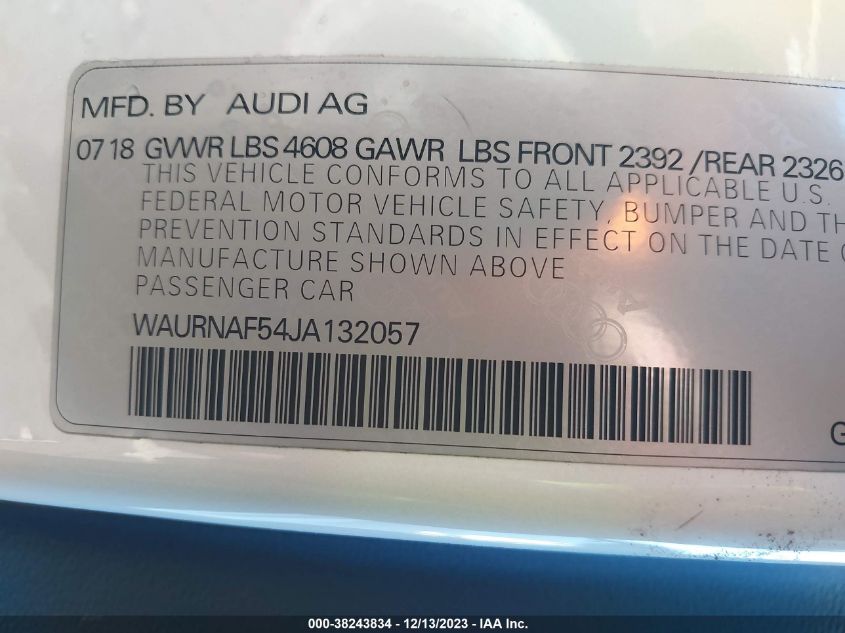 MFD. BY AUDI AG
07 18 GVWR LBS 4608 GAWR LBS FRONT 2392 /REAR 2326
THIS VEHICLE CONFORMS TO ALL APPLICABLE U.S.
FEDERAL MOTOR VEHICLE SAFETY, BUMPER AND TH
PREVENTION STANDARDS IN EFFECT ON THE DATE O
MANUFACTURE SHOWN ABOVE
PASSENGER CAR
WAURNAF54JA132057
G
000-38243834 - 12/13/2023 - IAA Inc.